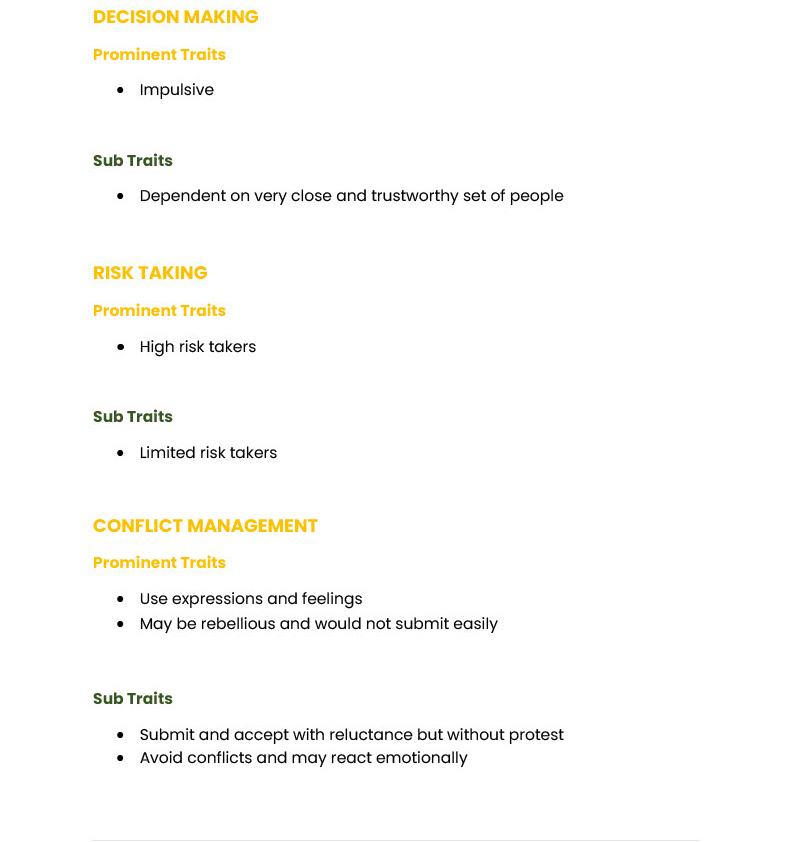 DECISION MAKING
Prominent Traits
• Impulsive
Sub Traits
• Dependent on very close and trustworthy set of people
RISK TAKING
Prominent Traits
• High risk takers
Sub Traits
• Limited risk takers
CONFLICT MANAGEMENT
Prominent Traits
• Use expressions and feelings
• May be rebellious and would not submit easily
Sub Traits
• Submit and accept with reluctance but without protest
• Avoid conflicts and may react emotionally